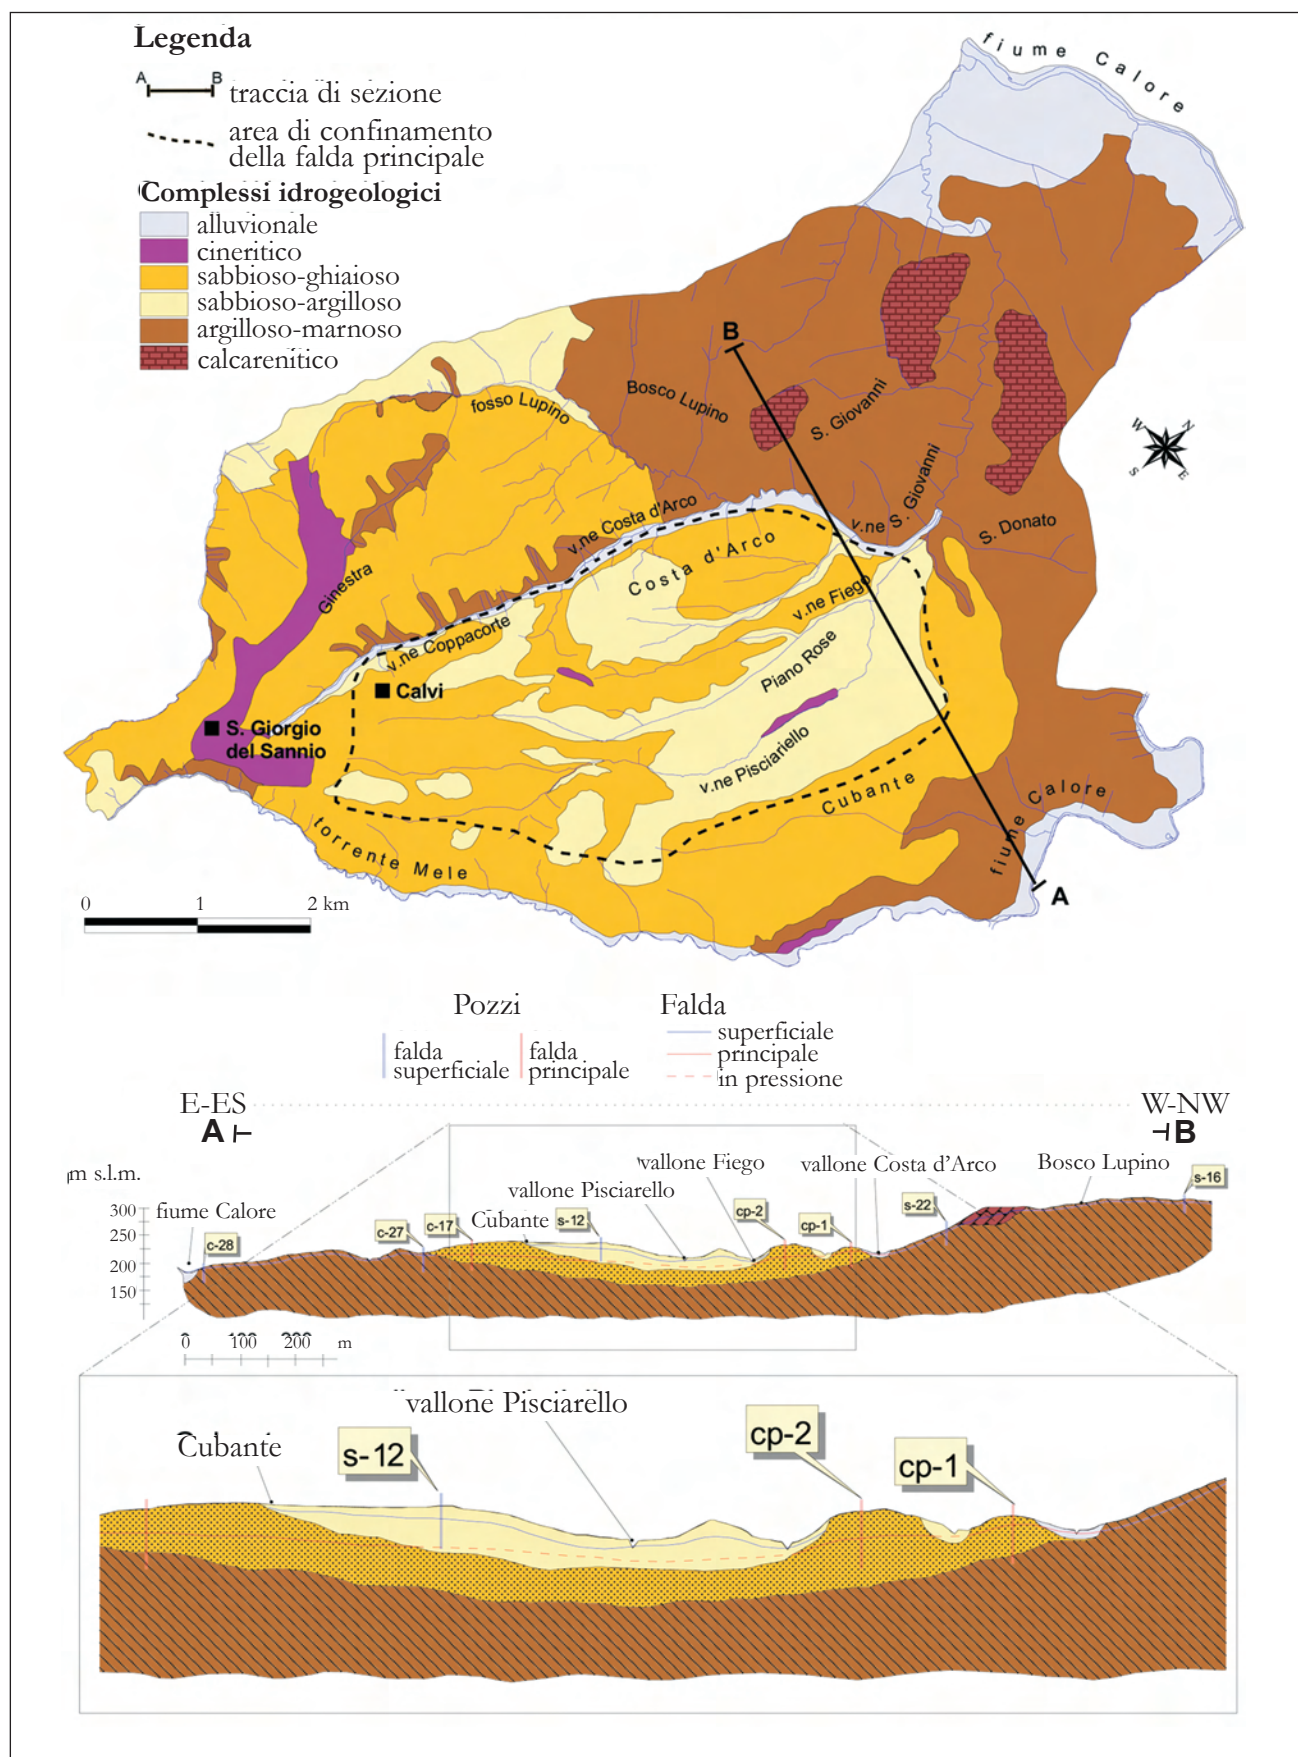 Legenda
A B
traccia di sezione
area di confinamento
della falda principale
Complessi idrogeologici
alluvionale
cineritico
sabbioso-ghiaioso
sabbioso-argilloso
argilloso-marnoso
calcarenitico
fiume Calore
B
Bosco Lupino
S. Giovanni
fosso Lupino
W N
S E
v.ne S. Giovanni
v.ne Costa d'Arco
S. Donato
Costa d'Arco
Ginestra
v.ne Fiego
v.ne Coppacorte
Piano Rose
Calvi
S. Giorgio
del Sannio
v.ne Pisciariello
Cubante
fiume Calore
torrente Mele
A
0 1 2 km
Pozzi
falda
superficiale
falda
principale
Falda
superficiale
principale
in pressione
E-ES
W-NW
A
B
m s.l.m.
300
250
200
150
fiume Calore
c-28
c-27
c-17
Cubante
s-12
vallone Pisciarello
vallone Fiego
cp-2
cp-1
vallone Costa d'Arco
s-22
Bosco Lupino
s-16
0 100 200 m
vallone Pisciarello
Cubante
s-12
cp-2
cp-1